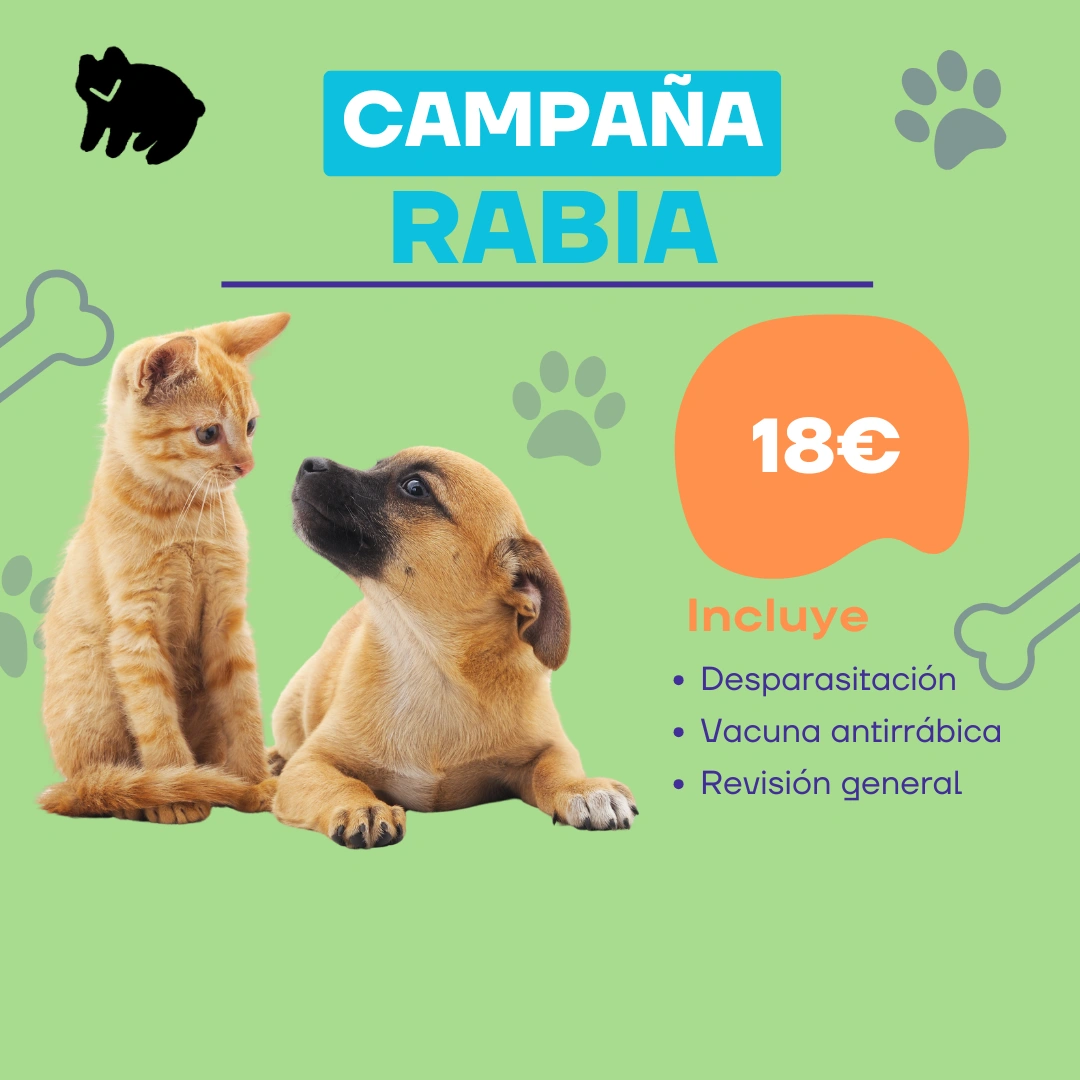 CAMPAÑA
RABIA
18€
Incluye
• Desparasitación
• Vacuna antirrábica
• Revisión general